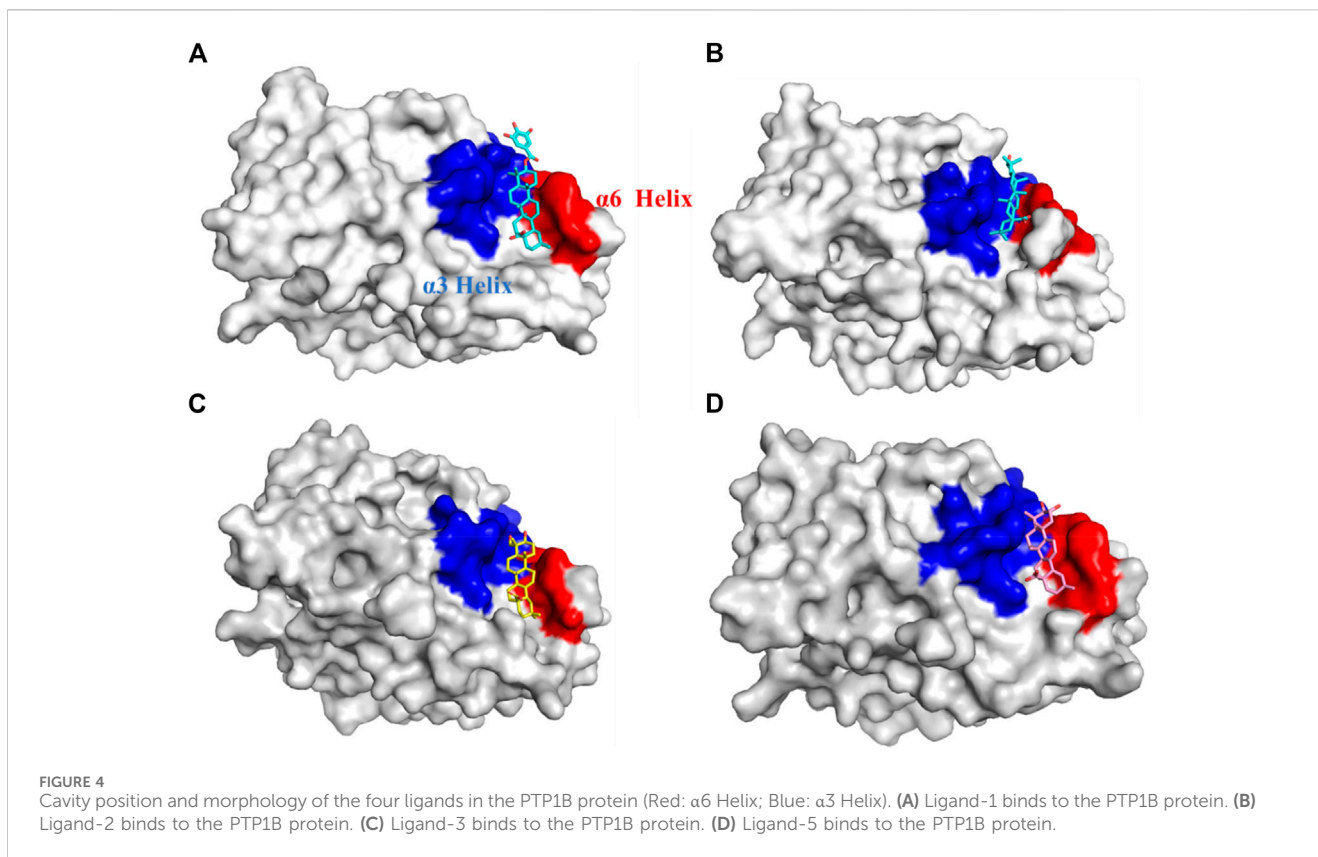 A
B
α6 Helix
α3 Helix
C
D
FIGURE 4
Cavity position and morphology of the four ligands in the PTP1B protein (Red: α6 Helix; Blue: α3 Helix). (A) Ligand-1 binds to the PTP1B protein. (B)
Ligand-2 binds to the PTP1B protein. (C) Ligand-3 binds to the PTP1B protein. (D) Ligand-5 binds to the PTP1B protein.